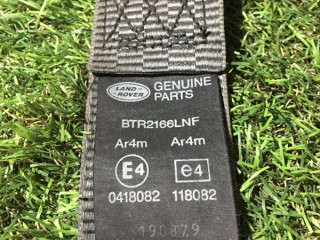 LAND
ROVER
GENUINE
PARTS
BTR2166LNF
Ar4m Ar4m
E4 e4
0418082 118082
190879